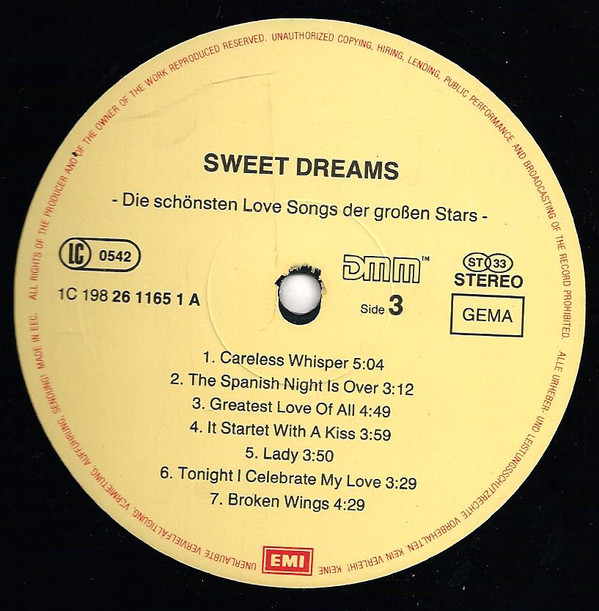 ALL RIGHTS OF THE PRODUCER AND OF THE OWNER OF THE WORK REPRODUCED RESERVED. UNAUTHORIZED COPYING, HIRING, LENDING, PUBLIC PERFORMANCE AND BROADCASTING OF THE RECORD PROHIBITED.
SWEET DREAMS
- Die schönsten Love Songs der großen Stars -
LC 0542
DMM™
ST 33
STEREO
1C 198 26 1165 1 A
Side 3
GEMA
1. Careless Whisper 5:04
2. The Spanish Night Is Over 3:12
3. Greatest Love Of All 4:49
4. It Startet With A Kiss 3:59
5. Lady 3:50
6. Tonight I Celebrate My Love 3:29
7. Broken Wings 4:29
EMI
ALLE URHEBER- UND LEISTUNGSSCHUTZRECHTE VORBEHALTEN. KEIN VERLEIH! KEINE UNERLAUBTE VERVIELFÄLTIGUNG, VERMIETUNG, AUFFÜHRUNG, SENDUNG! MADE IN EEC.